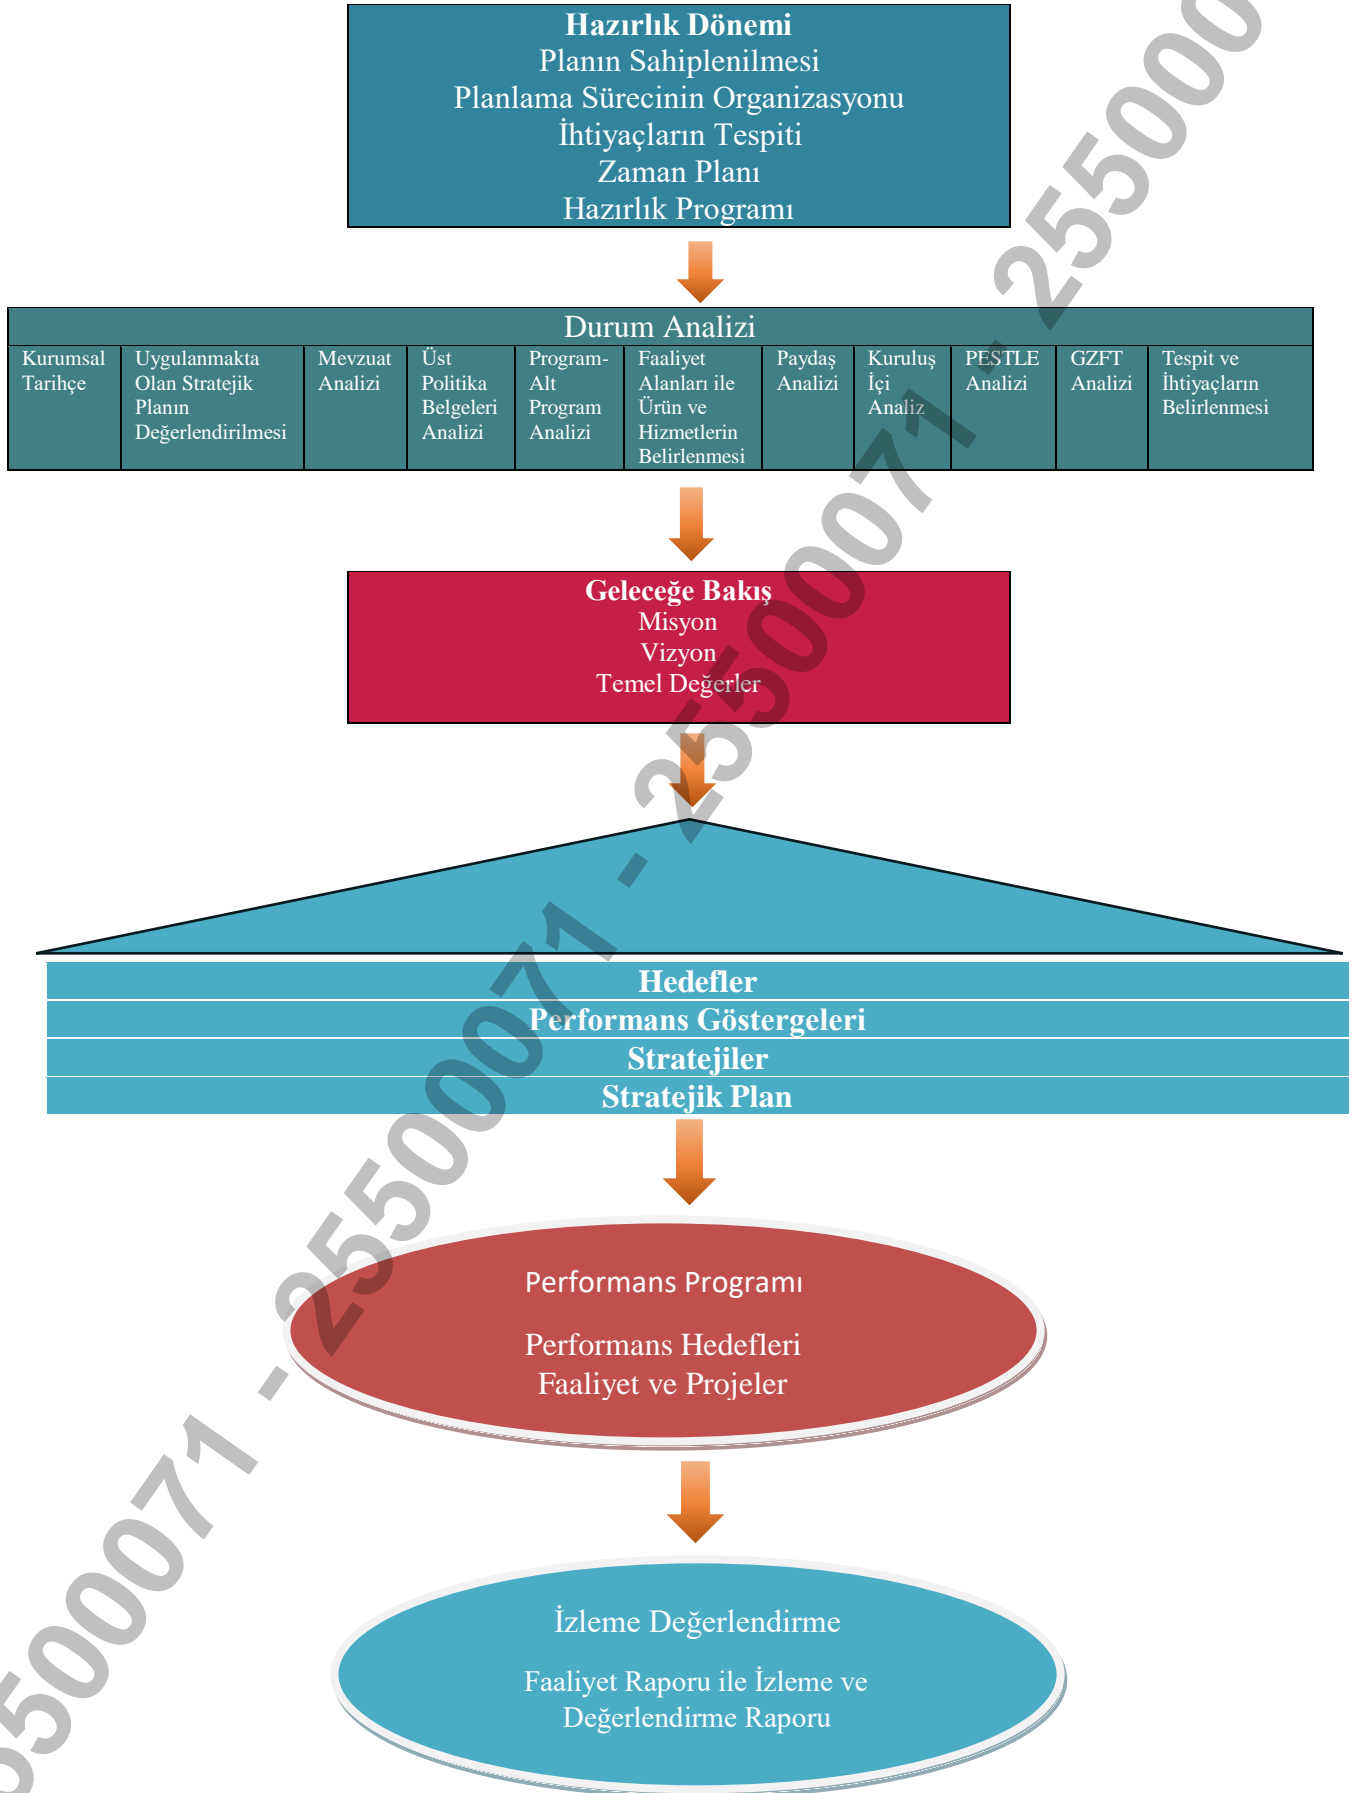 Hazırlık Dönemi
Planın Sahiplenilmesi
Planlama Sürecinin Organizasyonu
İhtiyaçların Tespiti
Zaman Planı
Hazırlık Programı
Durum Analizi
Kurumsal
Tarihçe
Uygulanmakta
Olan Stratejik
Planın
Değerlendirilmesi
Mevzuat
Analizi
Üst
Politika
Belgeleri
Analizi
Program-
Alt
Program
Analizi
Faaliyet
Alanları ile
Ürün ve
Hizmetlerin
Belirlenmesi
Paydaş
Analizi
Kuruluş
İçi
Analiz
PESTLE
Analizi
GZFT
Analizi
Tespit ve
İhtiyaçların
Belirlenmesi
Geleceğe Bakış
Misyon
Vizyon
Temel Değerler
Hedefler
Performans Göstergeleri
Stratejiler
Stratejik Plan
Performans Programı
Performans Hedefleri
Faaliyet ve Projeler
İzleme Değerlendirme
Faaliyet Raporu ile İzleme ve
Değerlendirme Raporu
2550071 - 2550071 - 25500